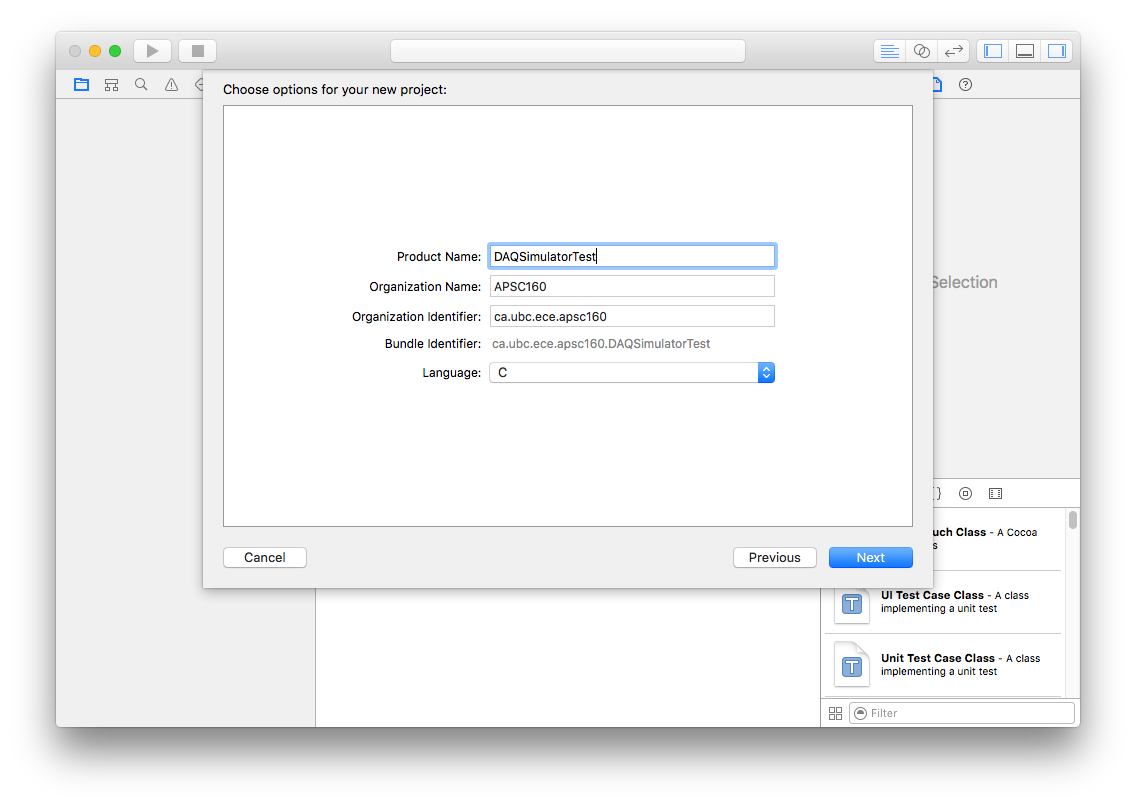 Choose options for your new project:
Product Name: DAQSimulatorTest
Organization Name: APSC160
Organization Identifier: ca.ubc.ece.apsc160
Bundle Identifier: ca.ubc.ece.apsc160.DAQSimulatorTest
Language: C
Selection
Cancel
Previous
Next
uch Class - A Cocoa
s
UI Test Case Class - A class
implementing a unit test
Unit Test Case Class - A class
implementing a unit test
Filter